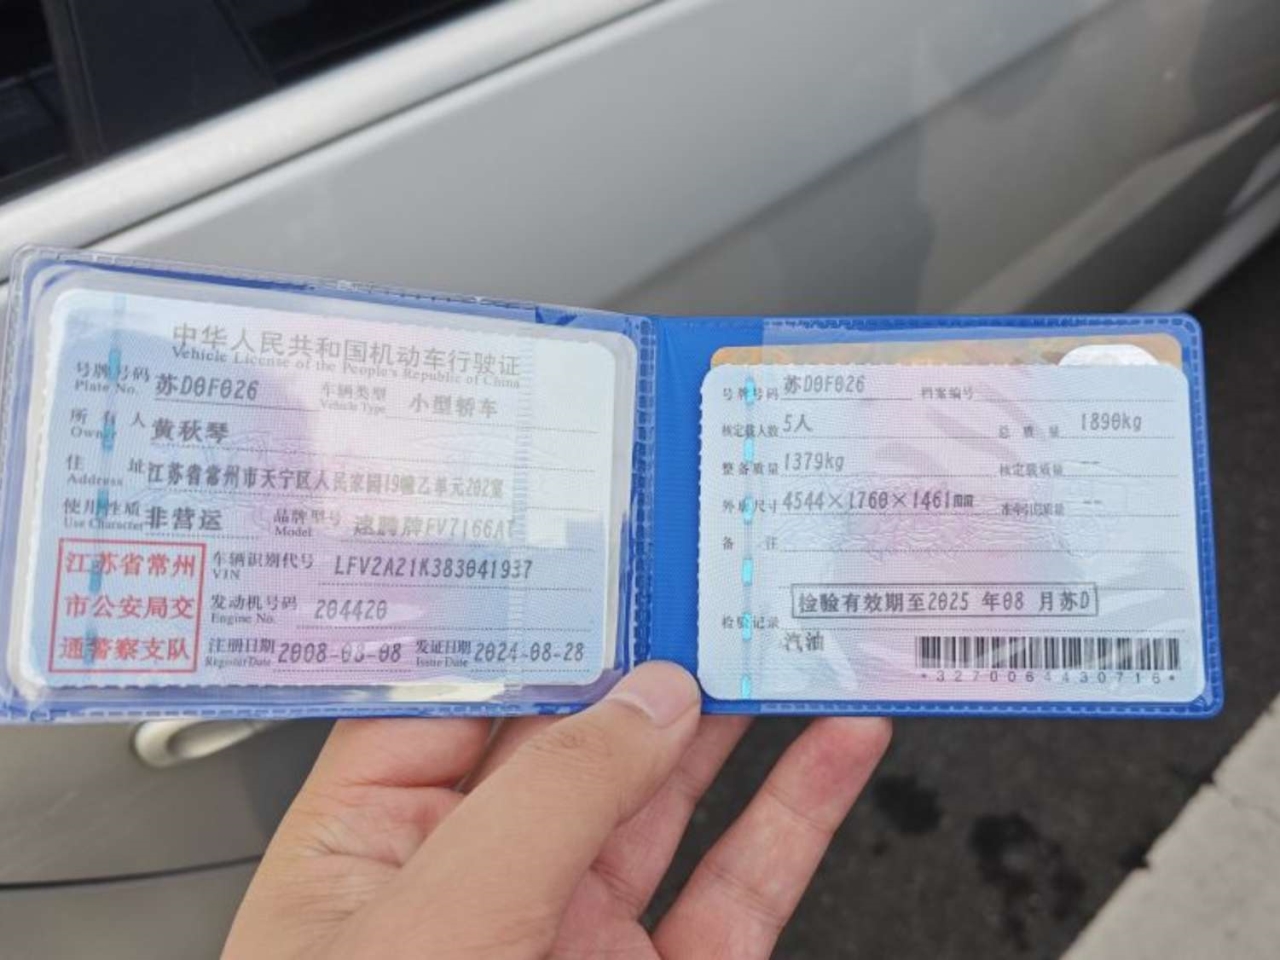 中华人民共和国机动车行驶证
Vehicle License of the People's Republic of China
号牌号码 苏D0F026 车辆类型 小型轿车
Plate No. Vehicle Type
所有人 黄秋琴
Owner
住址 江苏省常州市天宁区人民家园19幢乙单元202室
Address
使用性质 非营运 品牌型号 速腾牌FV7166AT
Use Character Model
江苏省常州
市公安局交
通警察支队
车辆识别代号 LFV2A21K383041937
VIN
发动机号码 204420
Engine No.
注册日期 2008-08-08 发证日期 2024-08-28
Register Date Issue Date
号牌号码 苏D0F026 档案编号
核定载人数 5人 总质量 1890kg
整备质量 1379kg 核定载质量 --
外廓尺寸 4544×1760×1461mm 准牵引总质量 --
备注
检验有效期至2025 年08 月苏D
检验记录
汽油
*3270064430716*